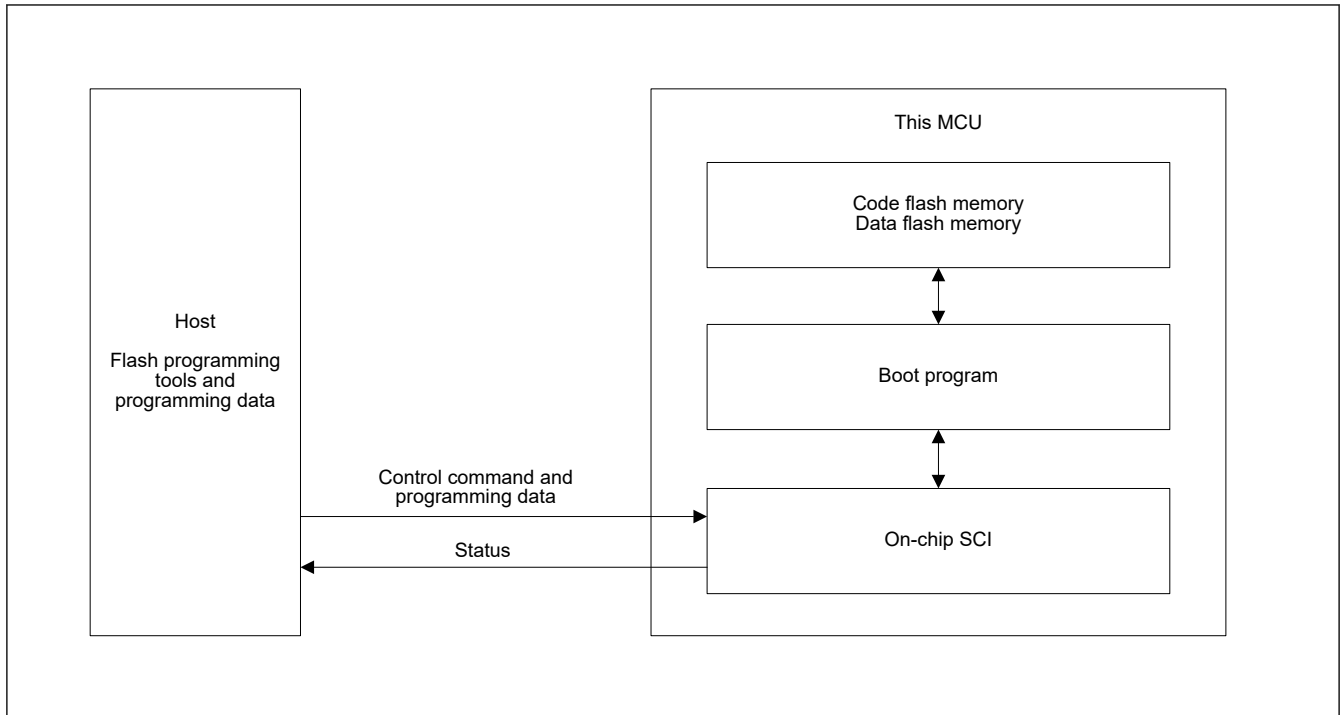 This MCU
Code flash memory
Data flash memory
Host
Flash programming
tools and
programming data
Boot program
Control command and
programming data
Status
On-chip SCI